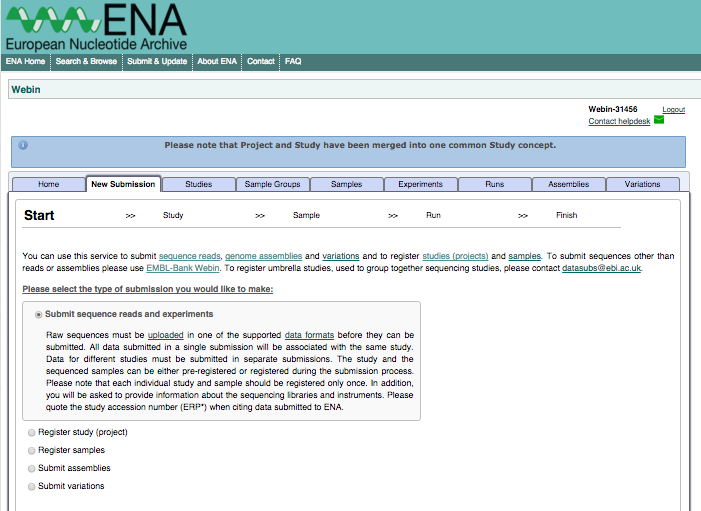 ENA
European Nucleotide Archive
ENA Home Search & Browse Submit & Update About ENA Contact FAQ
Webin
Webin-31456 Logout
Contact helpdesk
Please note that Project and Study have been merged into one common Study concept.
Home New Submission Studies Sample Groups Samples Experiments Runs Assemblies Variations
Start >> Study >> Sample >> Run >> Finish
You can use this service to submit sequence reads, genome assemblies and variations and to register studies (projects) and samples. To submit sequences other than
reads or assemblies please use EMBL-Bank Webin. To register umbrella studies, used to group together sequencing studies, please contact datasubs@ebi.ac.uk.
Please select the type of submission you would like to make:
Submit sequence reads and experiments
Raw sequences must be uploaded in one of the supported data formats before they can be
submitted. All data submitted in a single submission will be associated with the same study.
Data for different studies must be submitted in separate submissions. The study and the
sequenced samples can be either pre-registered or registered during the submission process.
Please note that each individual study and sample should be registered only once. In addition,
you will be asked to provide information about the sequencing libraries and instruments. Please
quote the study accession number (ERP*) when citing data submitted to ENA.
Register study (project)
Register samples
Submit assemblies
Submit variations